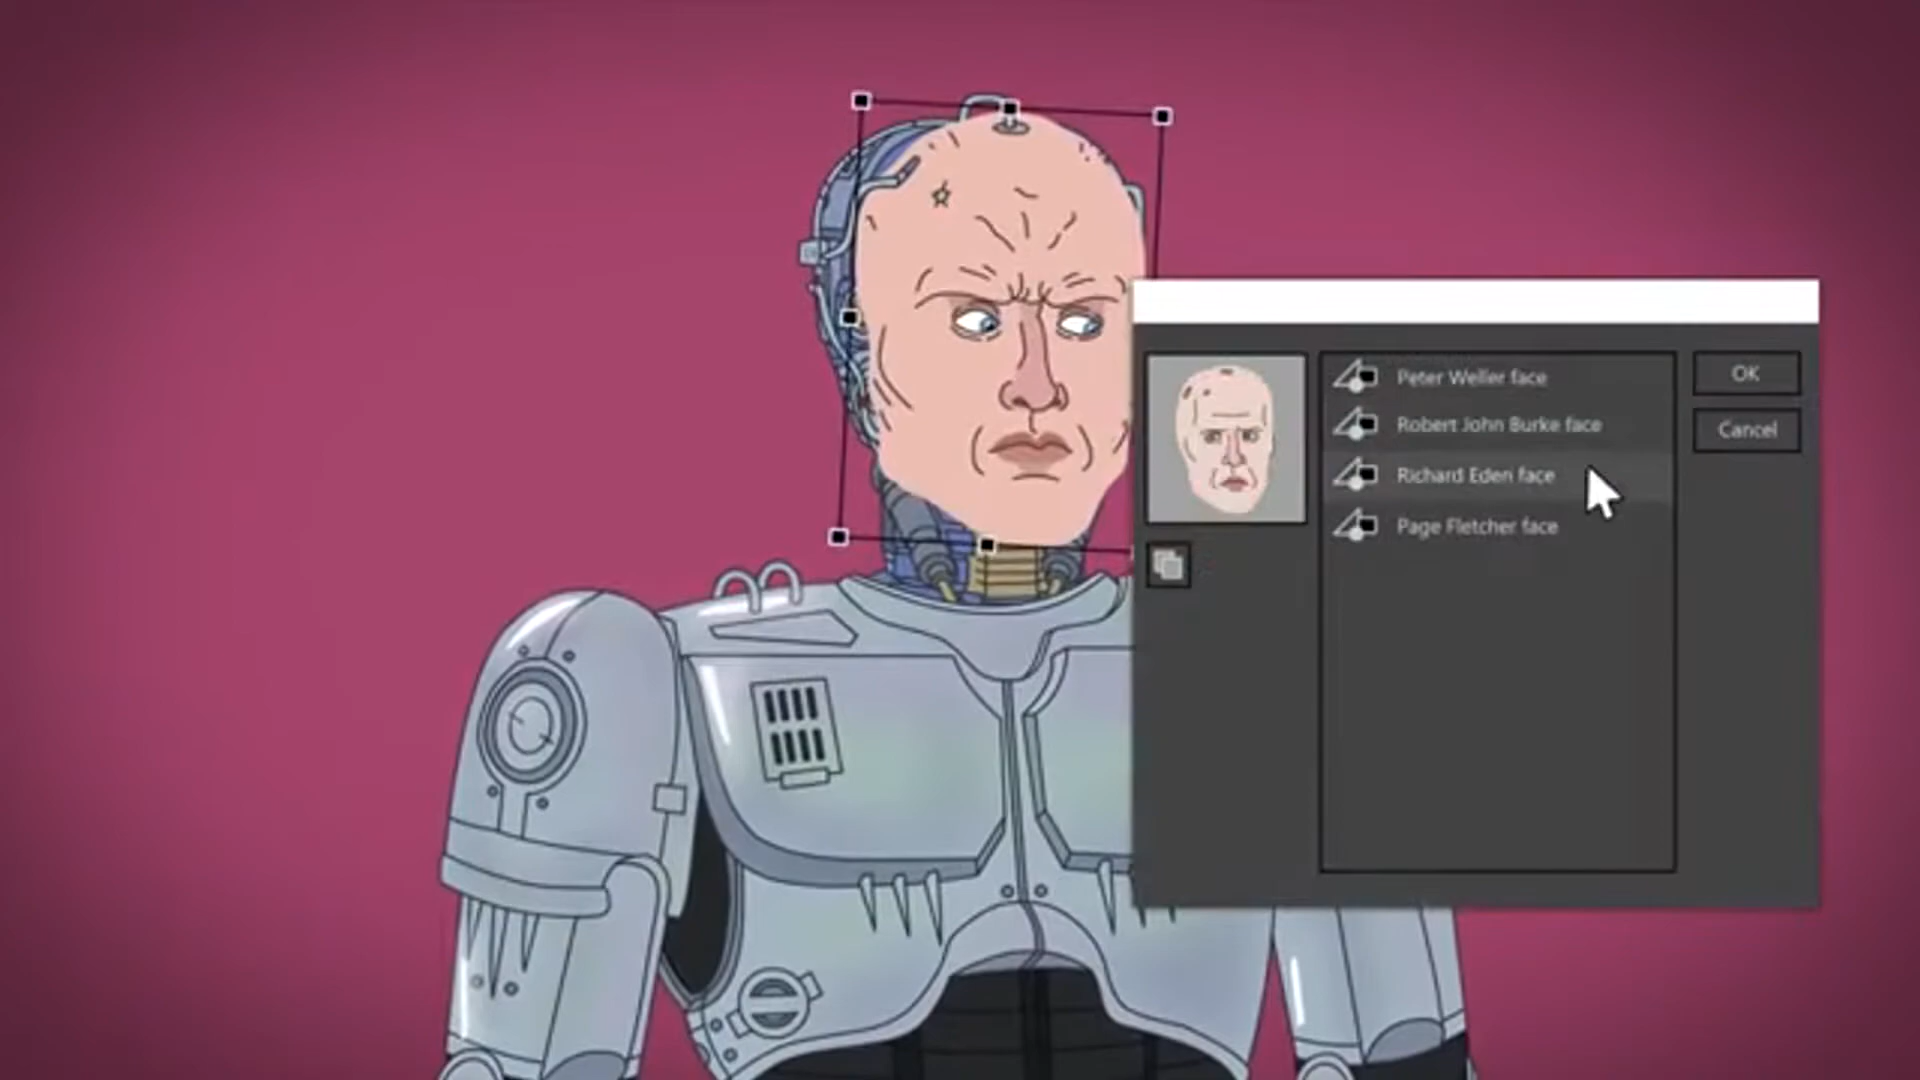 Peter Weller face
Robert John Burke face
Richard Eden face
Page Fletcher face
OK
Cancel